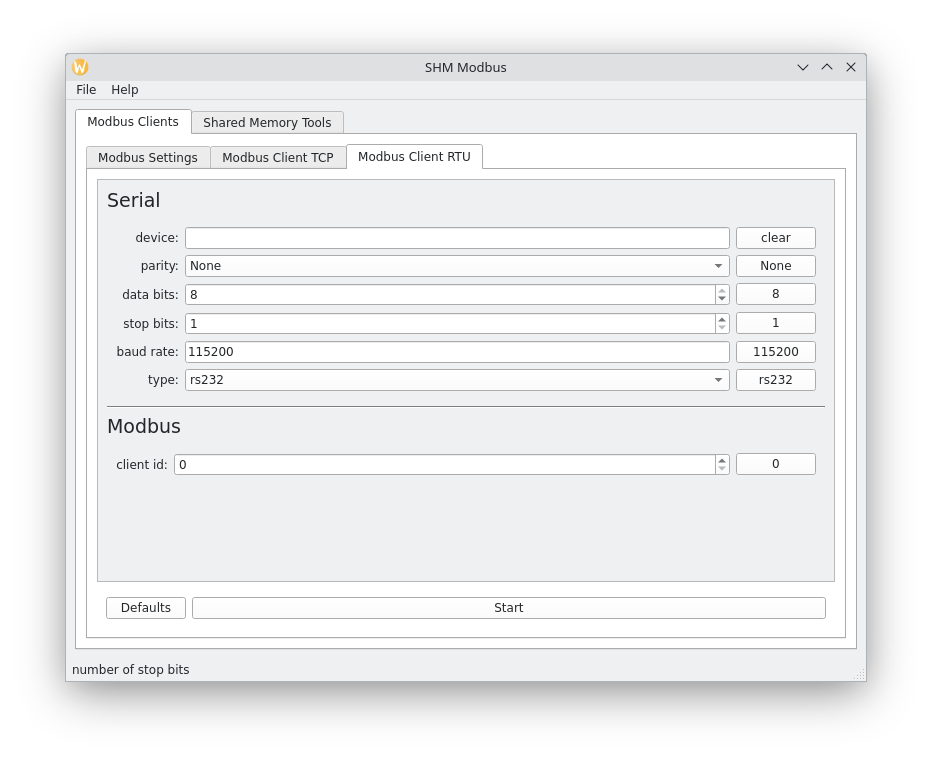 SHM Modbus
File Help
Modbus Clients Shared Memory Tools
Modbus Settings Modbus Client TCP Modbus Client RTU
Serial
device: clear
parity: None None
data bits: 8 8
stop bits: 1 1
baud rate: 115200 115200
type: rs232 rs232
Modbus
client id: 0 0
Defaults Start
number of stop bits